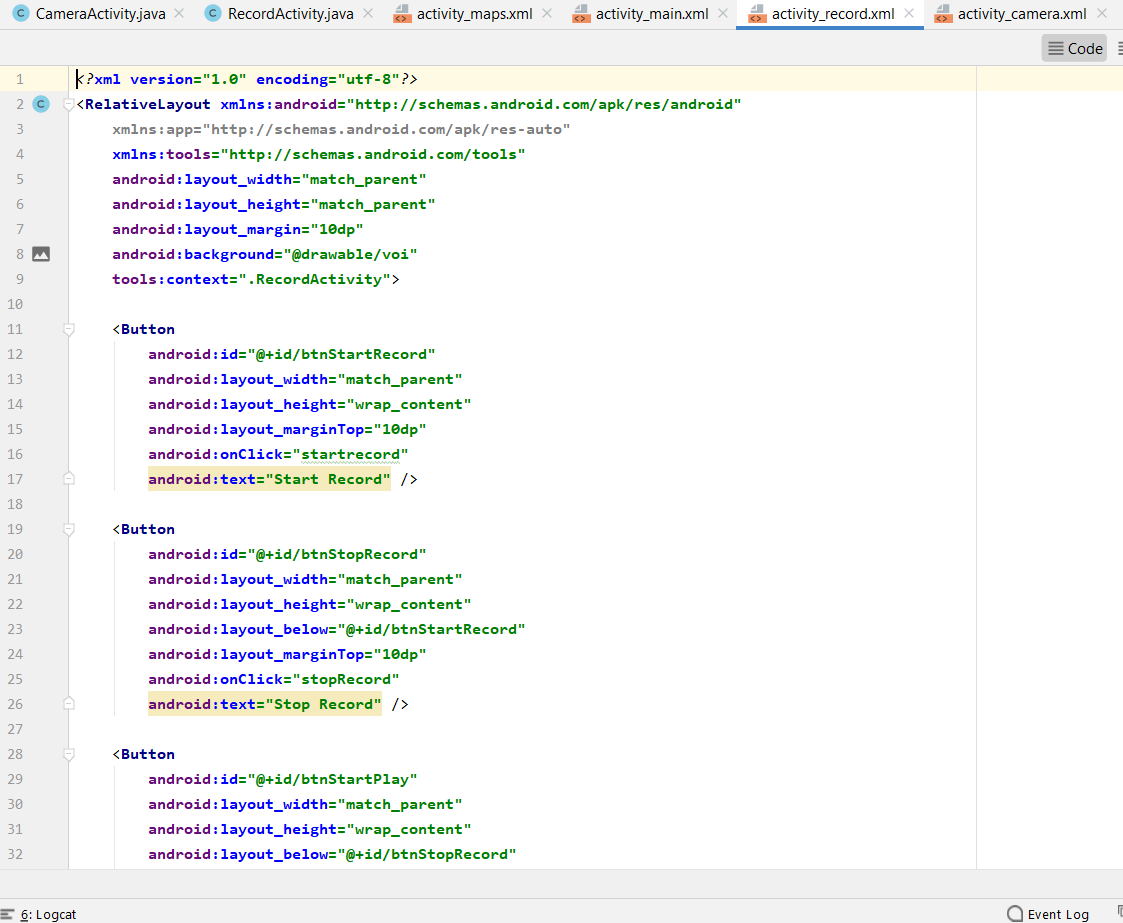 CameraActivity.java RecordActivity.java activity_maps.xml activity_main.xml activity_record.xml activity_camera.xml
Code
1 <?xml version="1.0" encoding="utf-8"?>
2 <RelativeLayout xmlns:android="http://schemas.android.com/apk/res/android"
3 xmlns:app="http://schemas.android.com/apk/res-auto"
4 xmlns:tools="http://schemas.android.com/tools"
5 android:layout_width="match_parent"
6 android:layout_height="match_parent"
7 android:layout_margin="10dp"
8 android:background="@drawable/voi"
9 tools:context=".RecordActivity">
10
11 <Button
12 android:id="@+id/btnStartRecord"
13 android:layout_width="match_parent"
14 android:layout_height="wrap_content"
15 android:layout_marginTop="10dp"
16 android:onClick="startrecord"
17 android:text="Start Record" />
18
19 <Button
20 android:id="@+id/btnStopRecord"
21 android:layout_width="match_parent"
22 android:layout_height="wrap_content"
23 android:layout_below="@+id/btnStartRecord"
24 android:layout_marginTop="10dp"
25 android:onClick="stopRecord"
26 android:text="Stop Record" />
27
28 <Button
29 android:id="@+id/btnStartPlay"
30 android:layout_width="match_parent"
31 android:layout_height="wrap_content"
32 android:layout_below="@+id/btnStopRecord"
6: Logcat Event Log